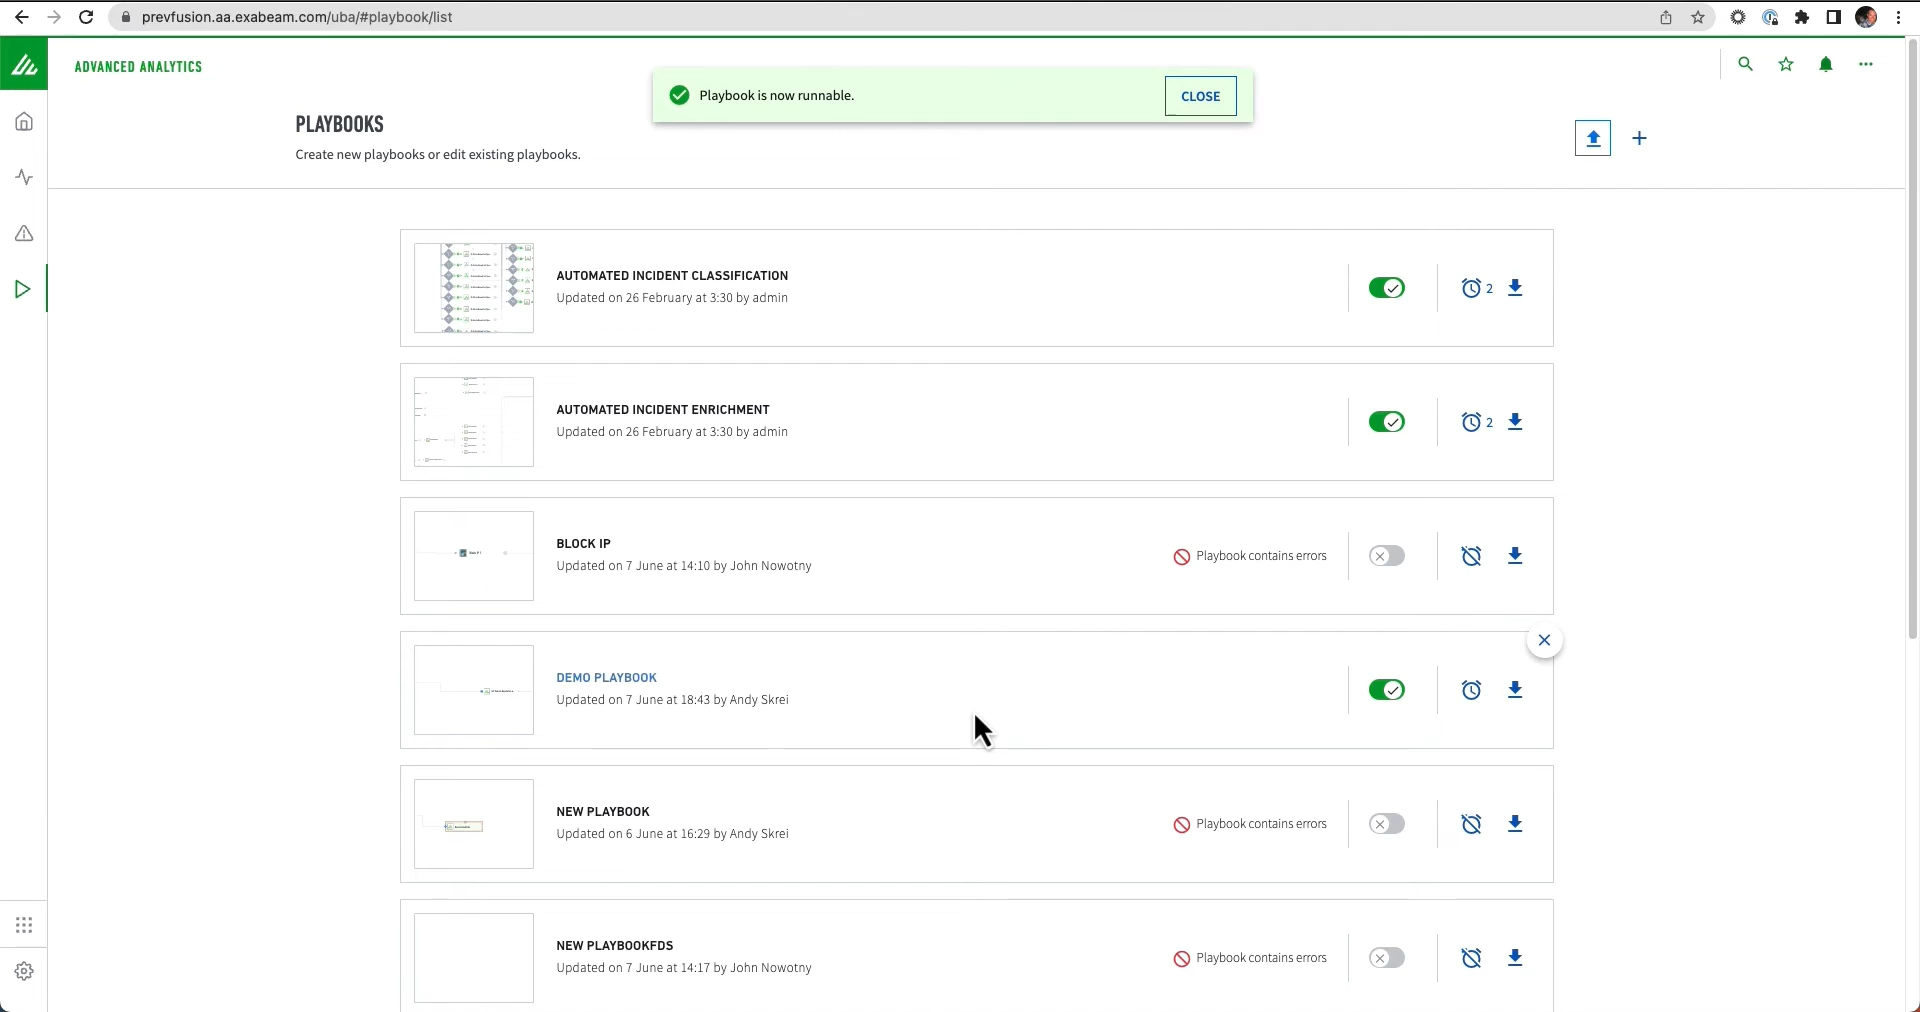 prevfusion.aa.exabeam.com/uba/#playbook/list
ADVANCED ANALYTICS
Playbook is now runnable.
CLOSE
PLAYBOOKS
Create new playbooks or edit existing playbooks.
AUTOMATED INCIDENT CLASSIFICATION
Updated on 26 February at 3:30 by admin
2
AUTOMATED INCIDENT ENRICHMENT
Updated on 26 February at 3:30 by admin
2
BLOCK IP
Updated on 7 June at 14:10 by John Nowotny
Playbook contains errors
DEMO PLAYBOOK
Updated on 7 June at 18:43 by Andy Skrei
NEW PLAYBOOK
Updated on 6 June at 16:29 by Andy Skrei
Playbook contains errors
NEW PLAYBOOKFDS
Updated on 7 June at 14:17 by John Nowotny
Playbook contains errors